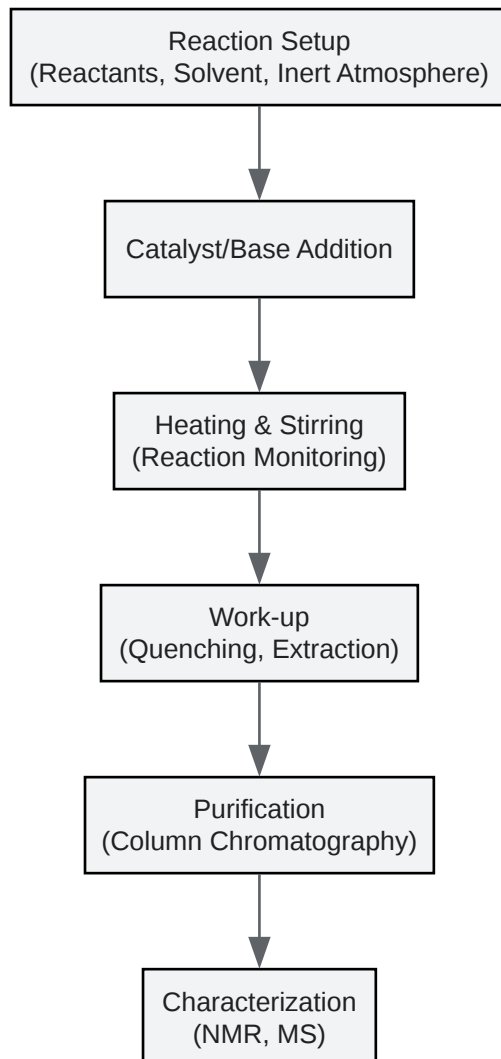 Reaction Setup
(Reactants, Solvent, Inert Atmosphere)
Catalyst/Base Addition
Heating & Stirring
(Reaction Monitoring)
Work-up
(Quenching, Extraction)
Purification
(Column Chromatography)
Characterization
(NMR, MS)